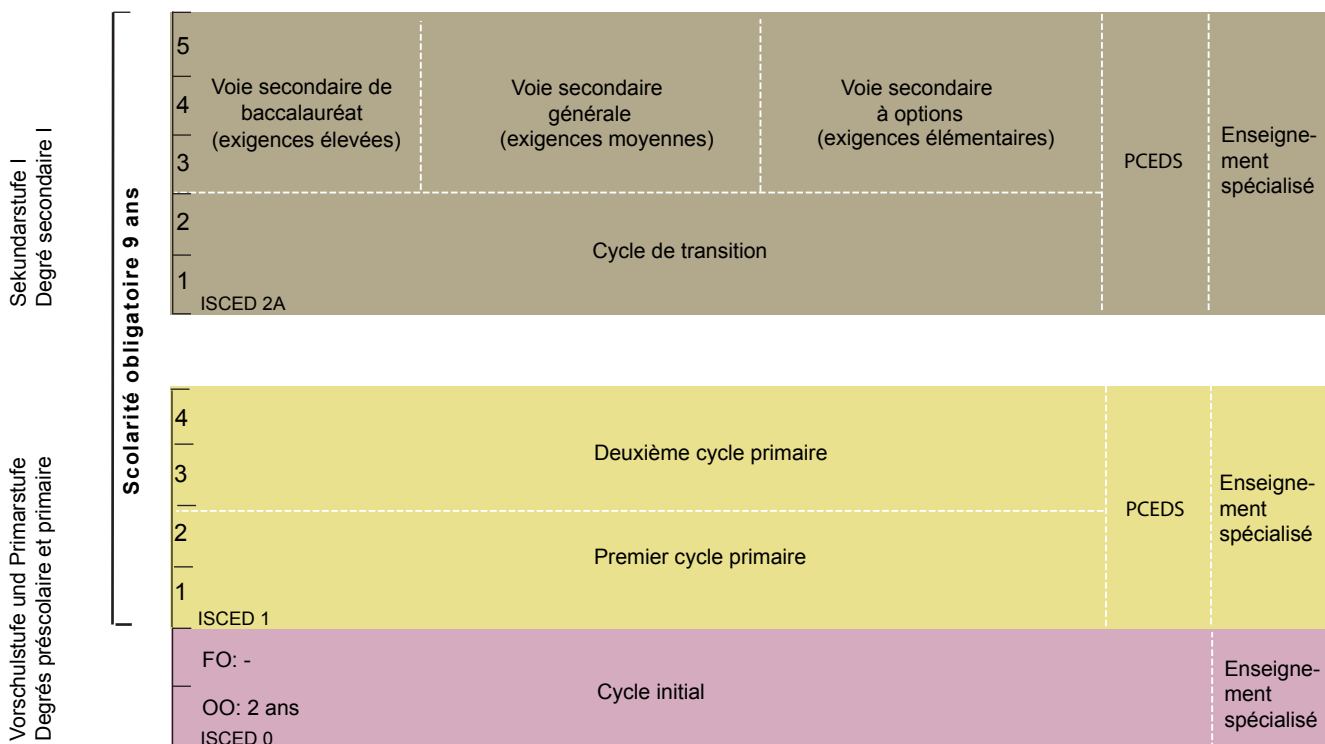 Sekundarstufe I
Degré secondaire I
Scolarité obligatoire 9 ans
5
4
3
2
1
Voie secondaire de
baccalauréat
(exigences élevées)
Voie secondaire
générale
(exigences moyennes)
Voie secondaire
à options
(exigences élémentaires)
PCEDS
Enseigne-
ment
spécialisé
Cycle de transition
ISCED 2A
Vorschulstufe und Primarstufe
Degrés préscolaire et primaire
4
3
2
1
Deuxième cycle primaire
Premier cycle primaire
PCEDS
Enseigne-
ment
spécialisé
ISCED 1
FO: -
OO: 2 ans
ISCED 0
Cycle initial
Enseigne-
ment
spécialisé